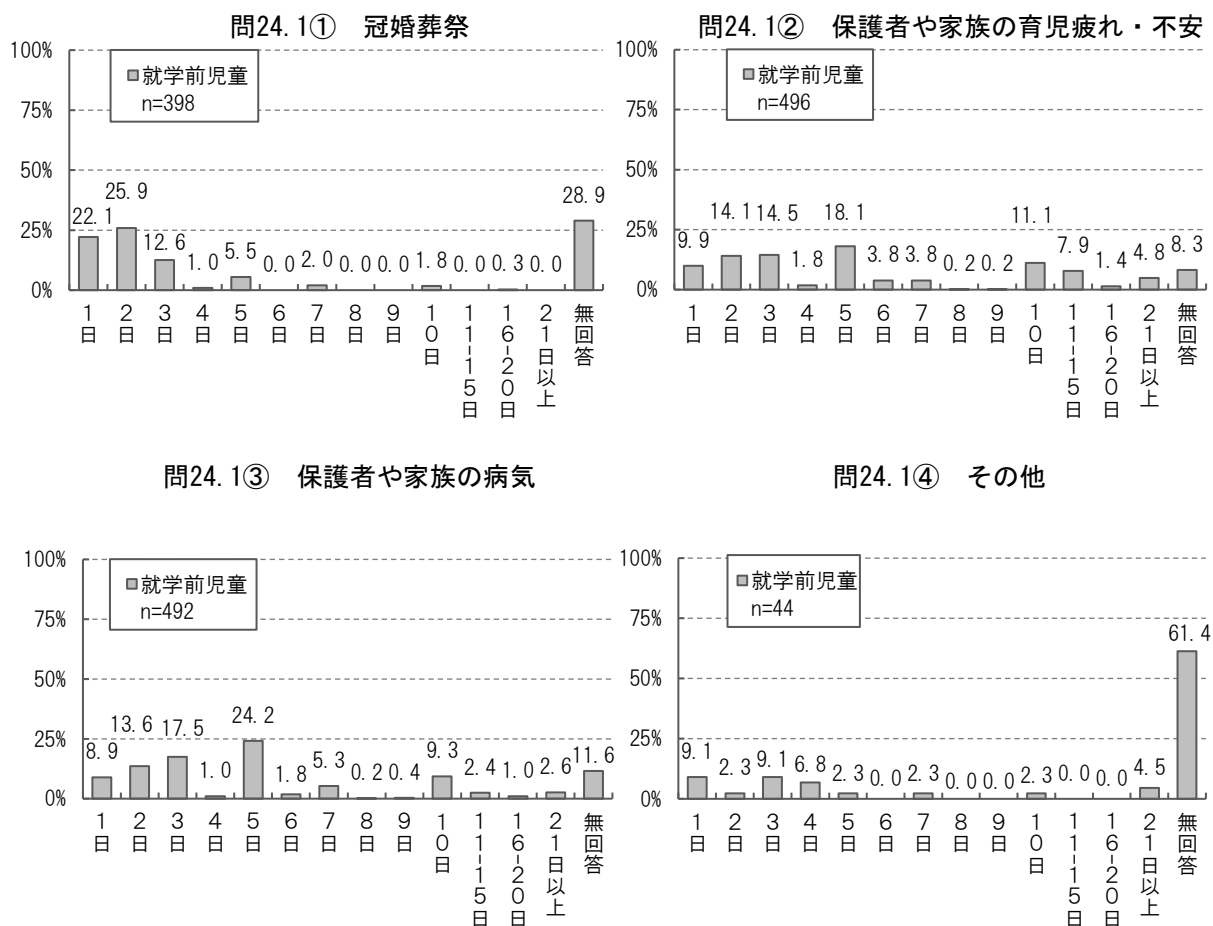 問24.1① 冠婚葬祭
100%
75%
50%
25%
0%
就学前児童
n=398
22.1
25.9
12.6
1.0
5.5
0.0
2.0
0.0
0.0
1.8
0.0
0.3
0.0
28.9
1日
2日
3日
4日
5日
6日
7日
8日
9日
10日
11-15日
16-20日
21日以上
無回答
問24.1② 保護者や家族の育児疲れ・不安
100%
75%
50%
25%
0%
就学前児童
n=496
9.9
14.1
14.5
1.8
18.1
3.8
3.8
0.2
0.2
11.1
7.9
1.4
4.8
8.3
1日
2日
3日
4日
5日
6日
7日
8日
9日
10日
11-15日
16-20日
21日以上
無回答
問24.1③ 保護者や家族の病気
100%
75%
50%
25%
0%
就学前児童
n=492
8.9
13.6
17.5
1.0
24.2
1.8
5.3
0.2
0.4
9.3
2.4
1.0
2.6
11.6
1日
2日
3日
4日
5日
6日
7日
8日
9日
10日
11-15日
16-20日
21日以上
無回答
問24.1④ その他
100%
75%
50%
25%
0%
就学前児童
n=44
9.1
2.3
9.1
6.8
2.3
0.0
2.3
0.0
0.0
2.3
0.0
0.0
4.5
61.4
1日
2日
3日
4日
5日
6日
7日
8日
9日
10日
11-15日
16-20日
21日以上
無回答